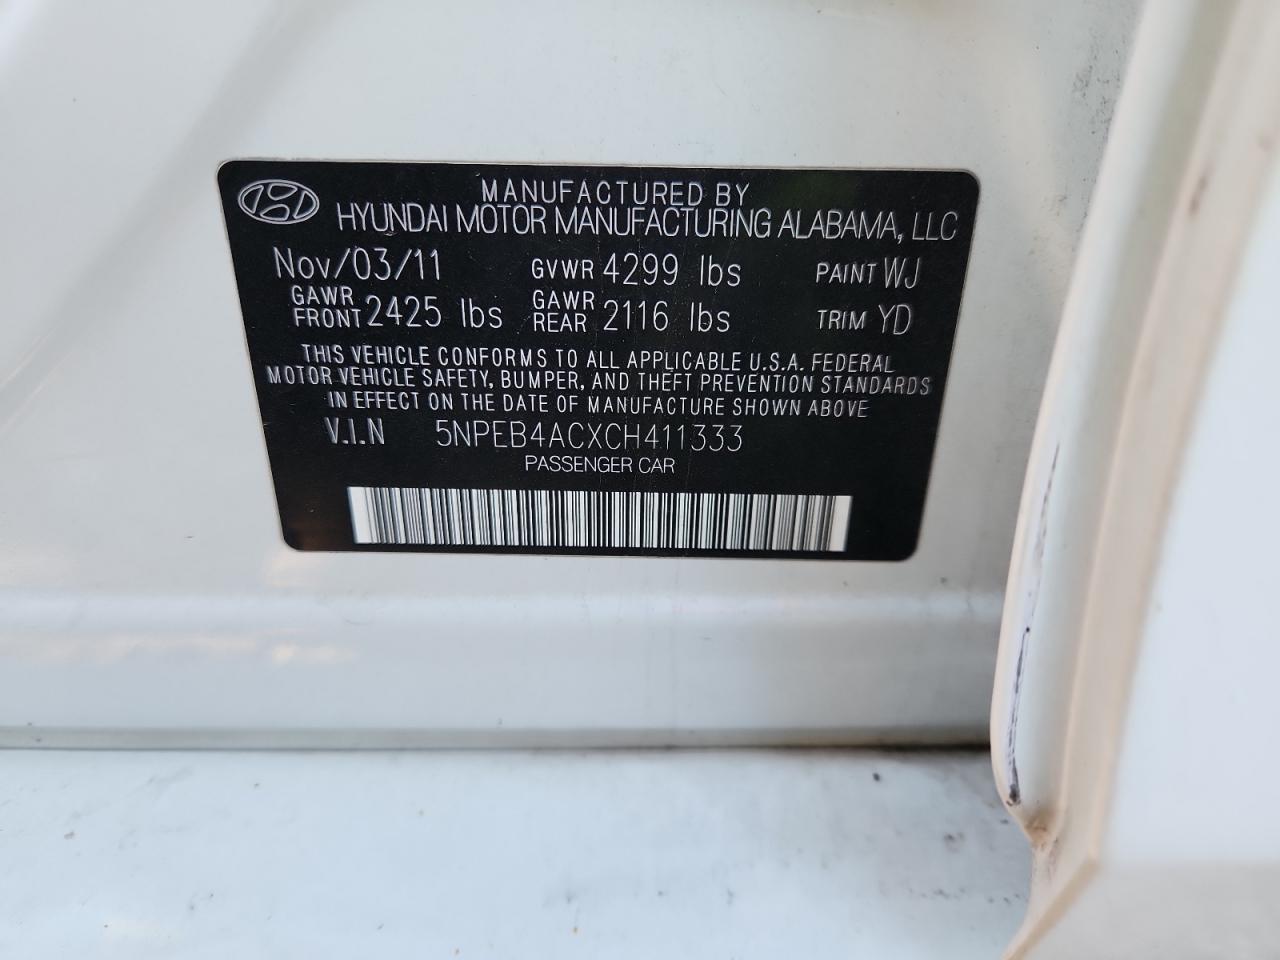 MANUFACTURED BY
HYUNDAI MOTOR MANUFACTURING ALABAMA, LLC
Nov/03/11 GVWR 4299 lbs PAINT WJ
GAWR FRONT 2425 lbs GAWR REAR 2116 lbs TRIM YD
THIS VEHICLE CONFORMS TO ALL APPLICABLE U.S.A. FEDERAL
MOTOR VEHICLE SAFETY, BUMPER, AND THEFT PREVENTION STANDARDS
IN EFFECT ON THE DATE OF MANUFACTURE SHOWN ABOVE
V.I.N 5NPEB4ACXCH411333
PASSENGER CAR